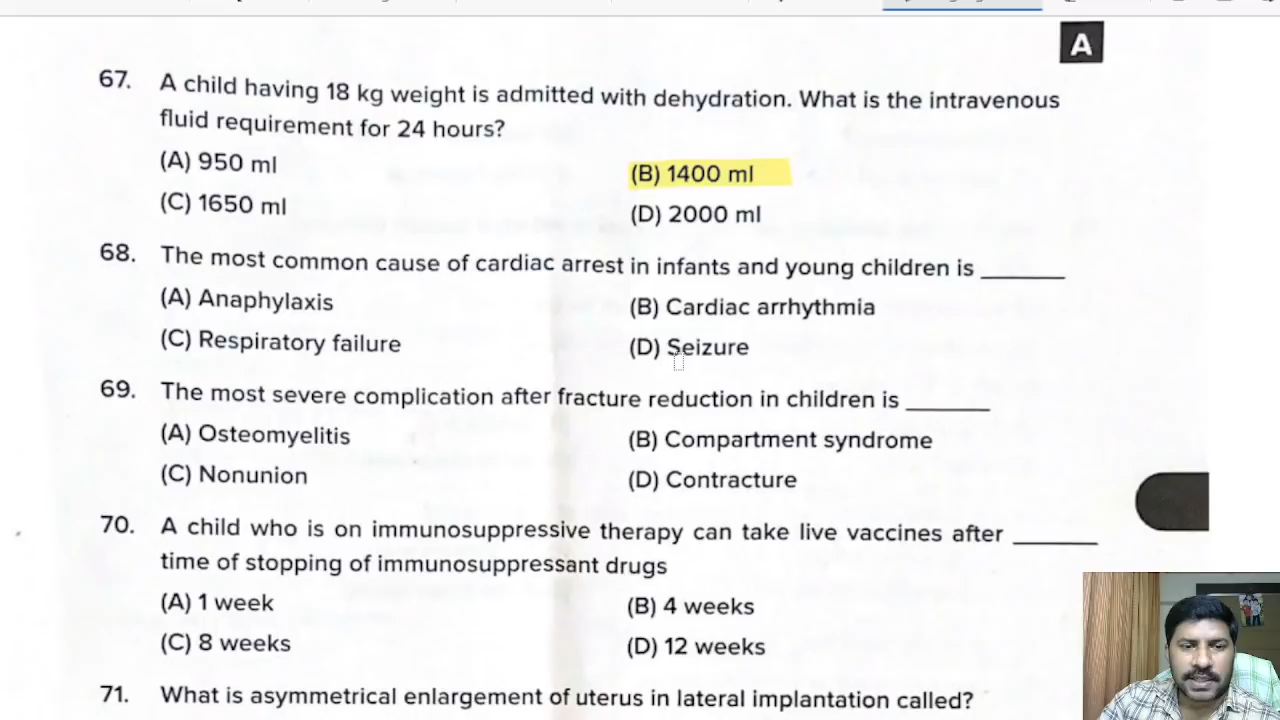 A
67. A child having 18 kg weight is admitted with dehydration. What is the intravenous
fluid requirement for 24 hours?
(A) 950 ml (B) 1400 ml
(C) 1650 ml (D) 2000 ml
68. The most common cause of cardiac arrest in infants and young children is ______
(A) Anaphylaxis (B) Cardiac arrhythmia
(C) Respiratory failure (D) Seizure
69. The most severe complication after fracture reduction in children is ______
(A) Osteomyelitis (B) Compartment syndrome
(C) Nonunion (D) Contracture
70. A child who is on immunosuppressive therapy can take live vaccines after ______
time of stopping of immunosuppressant drugs
(A) 1 week (B) 4 weeks
(C) 8 weeks (D) 12 weeks
71. What is asymmetrical enlargement of uterus in lateral implantation called?